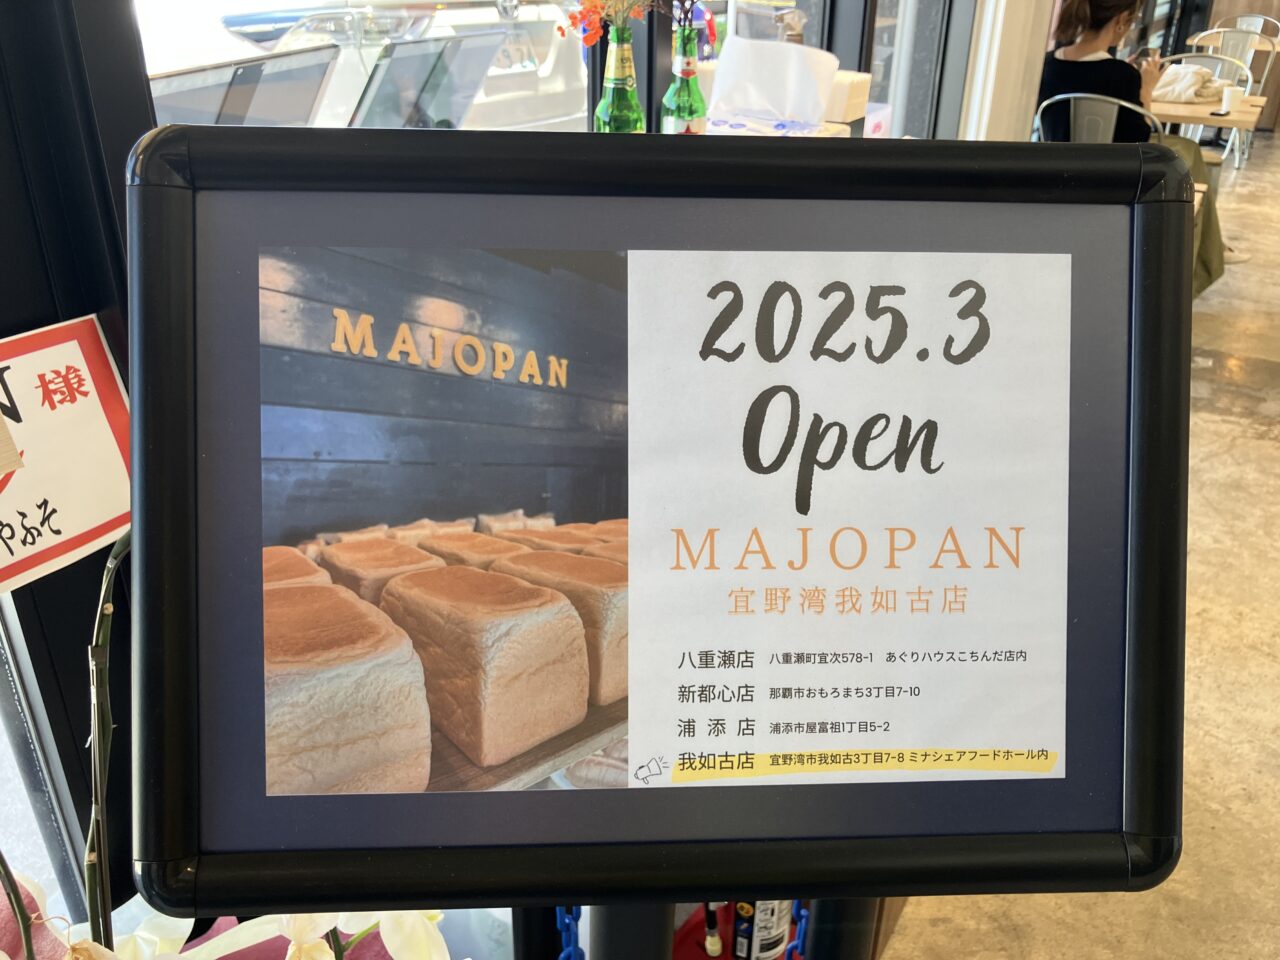 MAJOPAN
2025.3
Open
MAJOPAN
宜野湾我如古店
八重瀬店 八重瀬町宜次578-1 あぐりハウスこちんだ店内
新都心店 那覇市おもろまち3丁目7-10
浦添店 浦添市屋富祖1丁目5-2
我如古店 宜野湾市我如古3丁目7-8 ミナシェアフードホール内
様
やふそ